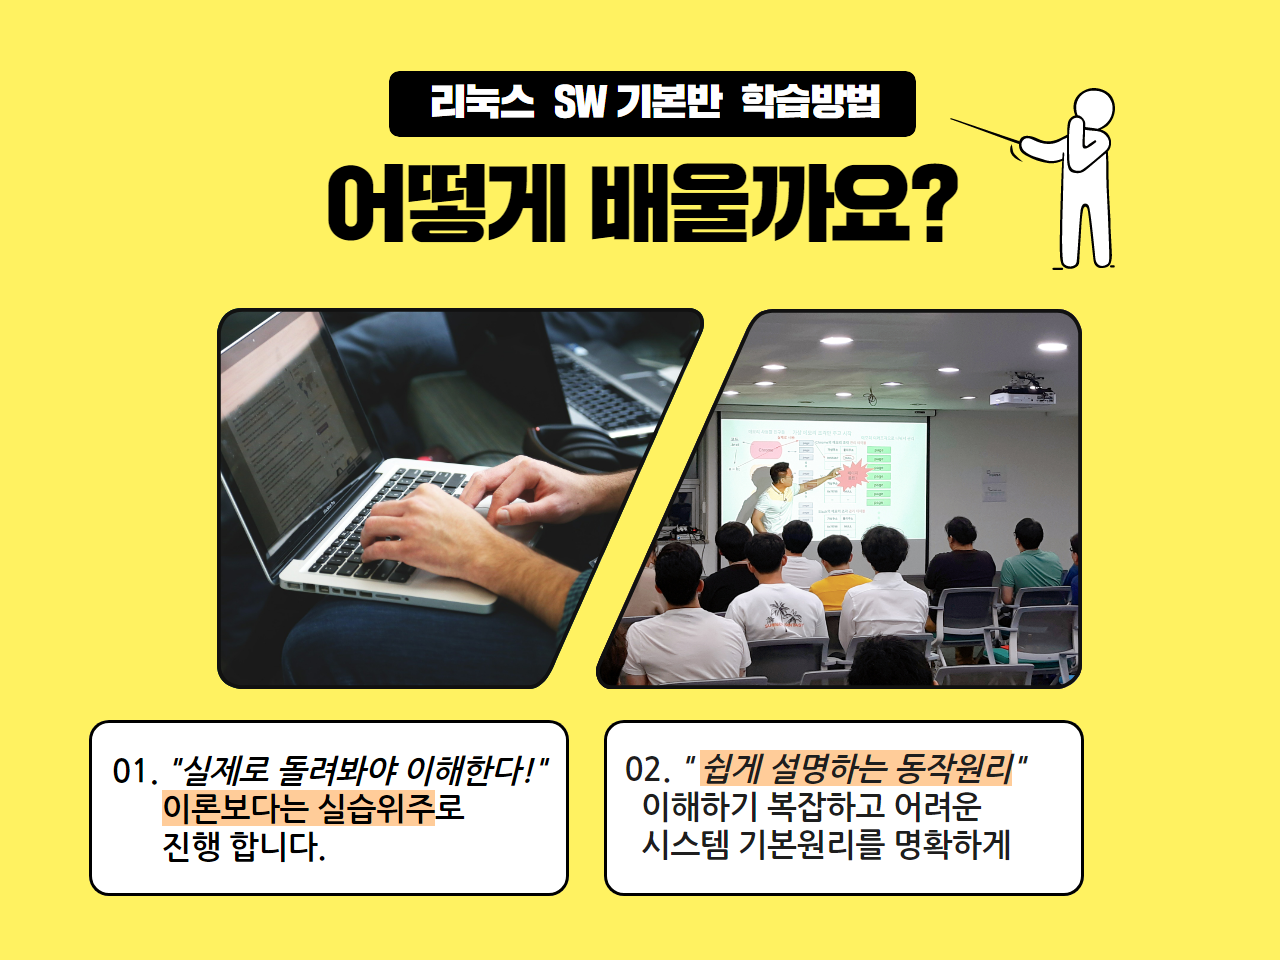 리눅스 SW 기본반 학습방법
어떻게 배울까요?
01. "실제로 돌려봐야 이해한다!"
이론보다는 실습위주로
진행 합니다.
02. " 쉽게 설명하는 동작원리"
이해하기 복잡하고 어려운
시스템 기본원리를 명확하게